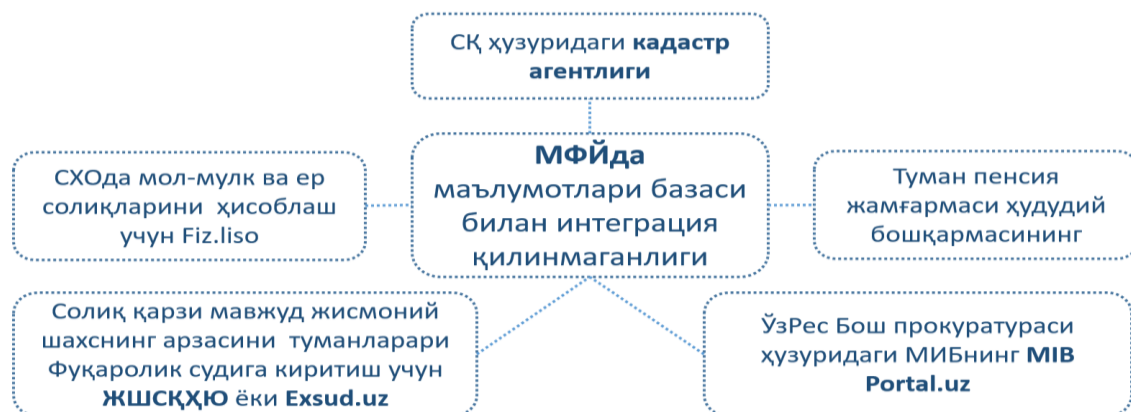 СҚ ҳузуридаги кадастр
агентлиги
МФЙда
маълумотлари базаси
билан интеграция
қилинмаганлиги
СХОда мол-мулк ва ер
солиқларини ҳисоблаш
учун Fiz.liso
Туман пенсия
жамғармаси ҳудудий
бошқармасининг
Солиқ қарзи мавжуд жисмоний
шахснинг арзасини туманларари
Фуқаролик судига киритиш учун
ЖШСҚҲЮ ёки Exsud.uz
ЎзРес Бош прокуратураси
ҳузуридаги МИБнинг MIB
Portal.uz